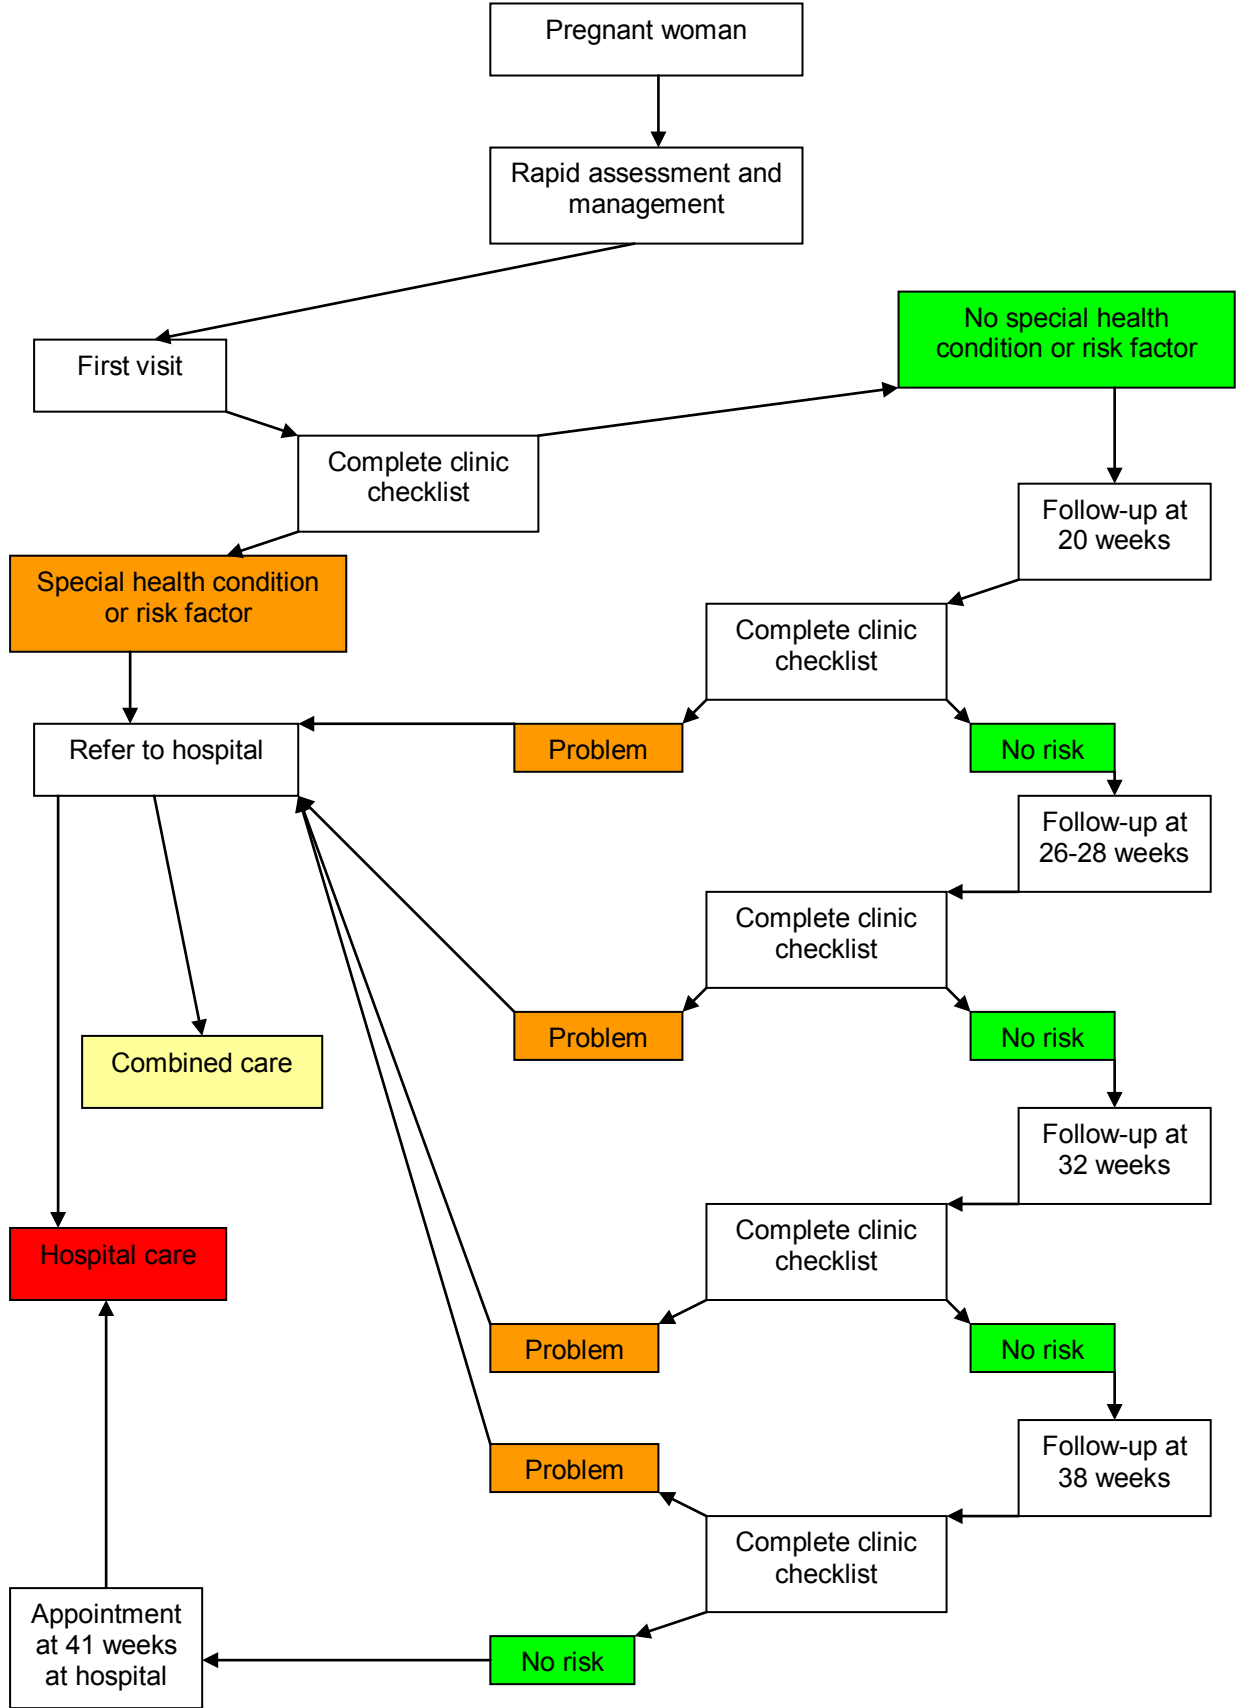 Pregnant woman
Rapid assessment and
management
No special health
condition or risk factor
First visit
Complete clinic
checklist
Follow-up at
20 weeks
Special health condition
or risk factor
Complete clinic
checklist
Refer to hospital
Problem
No risk
Follow-up at
26-28 weeks
Complete clinic
checklist
Problem
No risk
Combined care
Follow-up at
32 weeks
Complete clinic
checklist
Hospital care
Problem
No risk
Follow-up at
38 weeks
Problem
Complete clinic
checklist
Appointment
at 41 weeks
at hospital
No risk